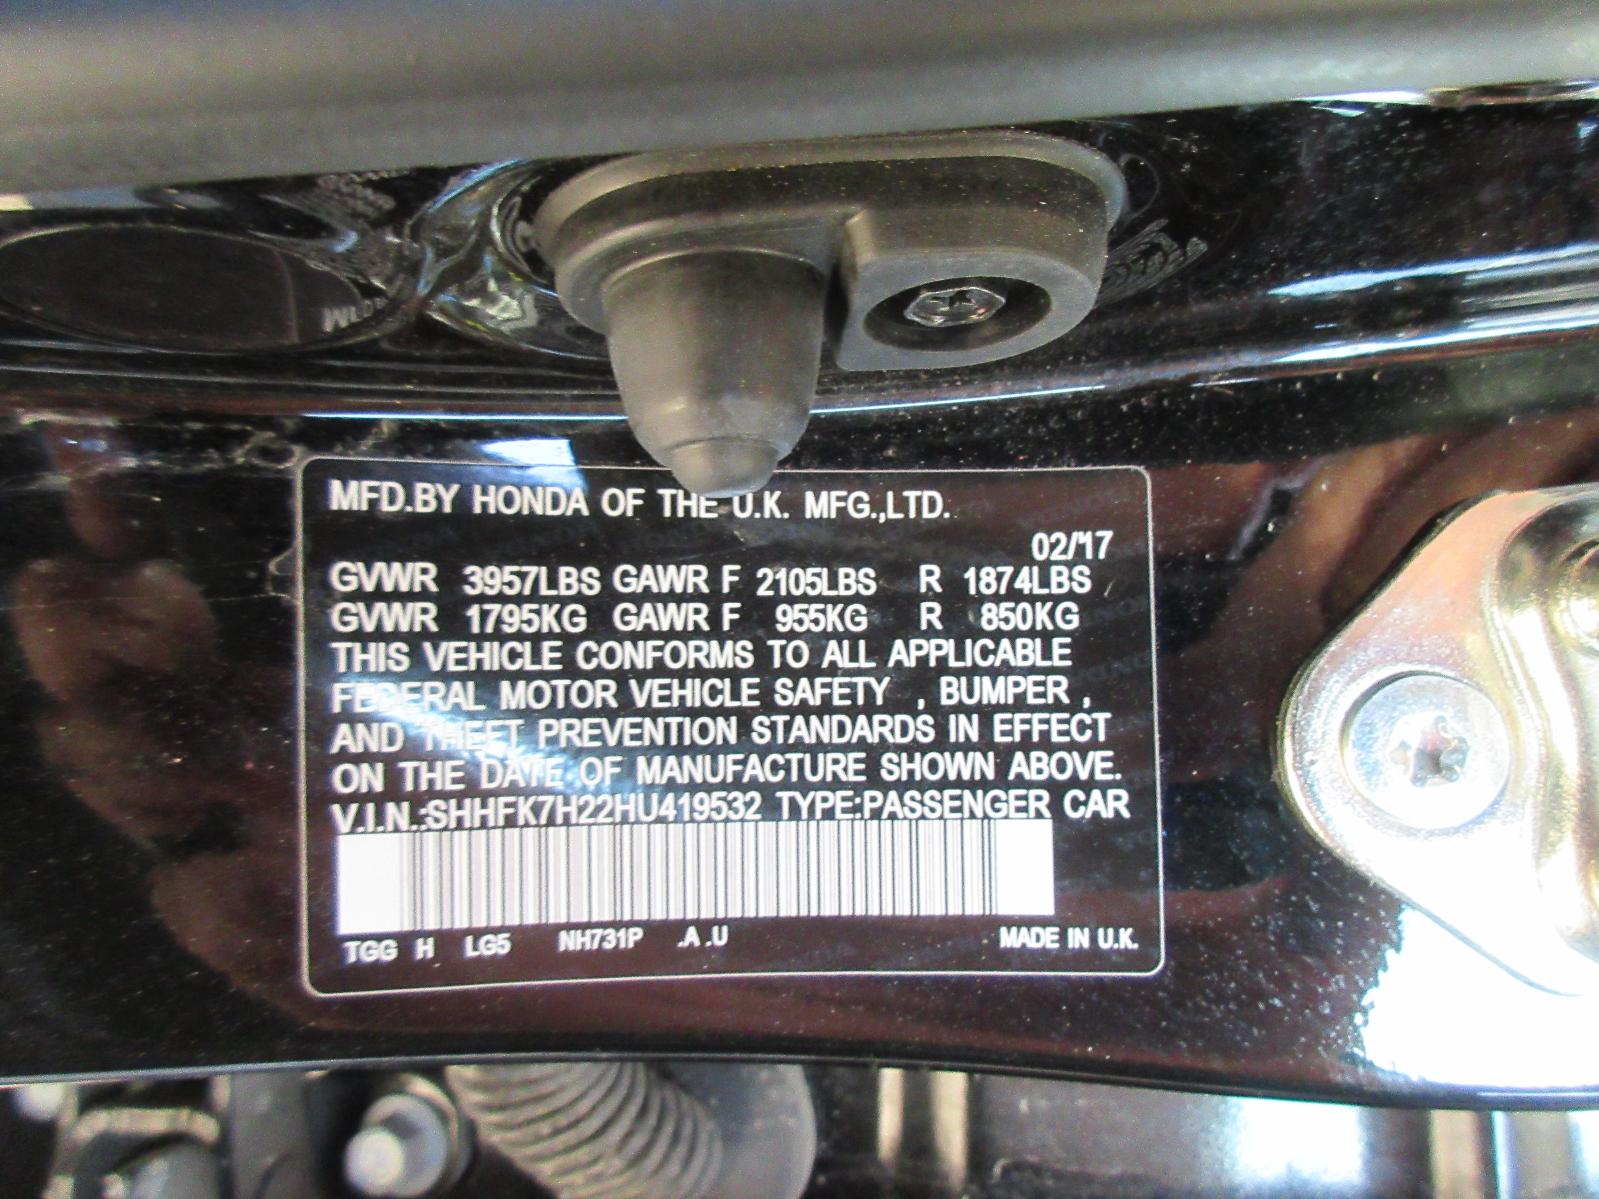 MFD.BY HONDA OF THE U.K. MFG.,LTD.
02/'17
GVWR 3957LBS GAWR F 2105LBS R 1874LBS
GVWR 1795KG GAWR F 955KG R 850KG
THIS VEHICLE CONFORMS TO ALL APPLICABLE
FEDERAL MOTOR VEHICLE SAFETY , BUMPER ,
AND THEFT PREVENTION STANDARDS IN EFFECT
ON THE DATE OF MANUFACTURE SHOWN ABOVE.
V.I.N.:SHHFK7H22HU419532 TYPE:PASSENGER CAR
TGG H LG5 NH731P .A .U MADE IN U.K.